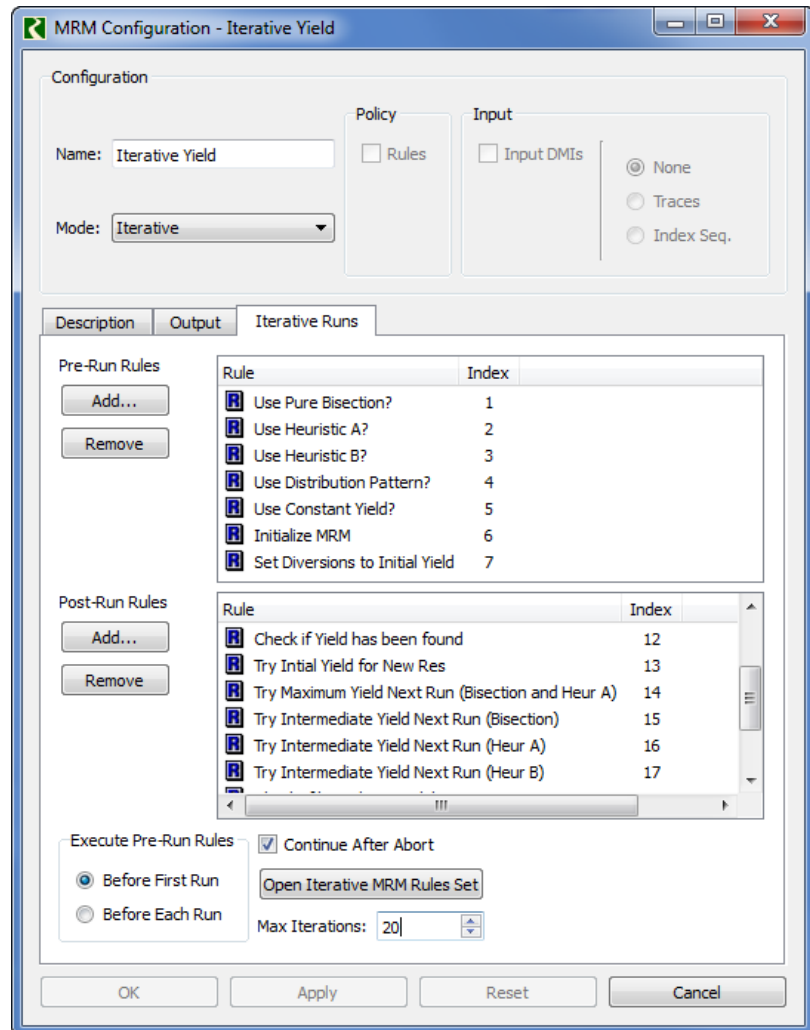 MRM Configuration - Iterative Yield
Configuration
Policy
Input
Name: Iterative Yield
Rules
Input DMIs
None
Traces
Index Seq.
Mode: Iterative
Description Output Iterative Runs
Pre-Run Rules
Add...
Remove
Rule Index
R Use Pure Bisection? 1
R Use Heuristic A? 2
R Use Heuristic B? 3
R Use Distribution Pattern? 4
R Use Constant Yield? 5
R Initialize MRM 6
R Set Diversions to Initial Yield 7
Post-Run Rules
Add...
Remove
Rule Index
R Check if Yield has been found 12
R Try Intial Yield for New Res 13
R Try Maximum Yield Next Run (Bisection and Heur A) 14
R Try Intermediate Yield Next Run (Bisection) 15
R Try Intermediate Yield Next Run (Heur A) 16
R Try Intermediate Yield Next Run (Heur B) 17
Execute Pre-Run Rules
Before First Run
Before Each Run
Continue After Abort
Open Iterative MRM Rules Set
Max Iterations: 20
OK Apply Reset Cancel